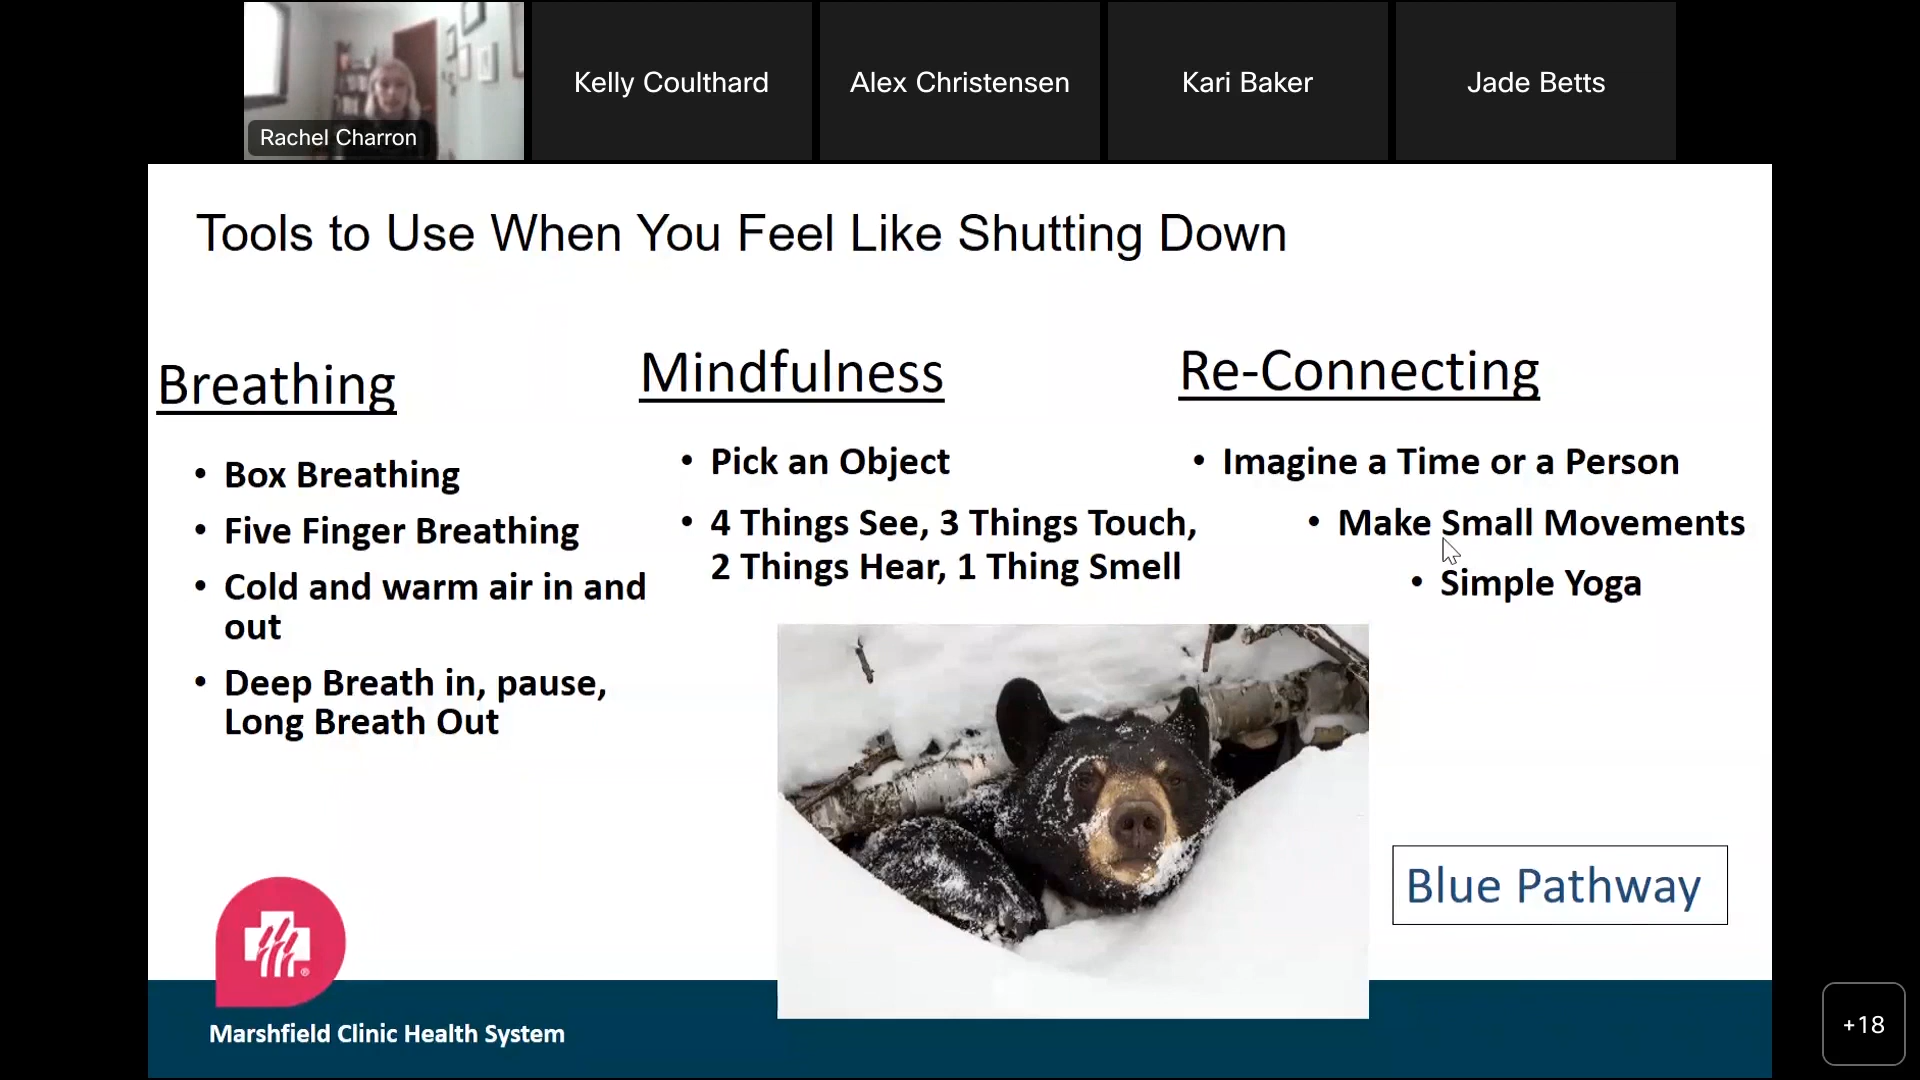 Rachel Charron
Kelly Coulthard
Alex Christensen
Kari Baker
Jade Betts
Tools to Use When You Feel Like Shutting Down
Breathing
• Box Breathing
• Five Finger Breathing
• Cold and warm air in and
out
• Deep Breath in, pause,
Long Breath Out
Mindfulness
• Pick an Object
• 4 Things See, 3 Things Touch,
2 Things Hear, 1 Thing Smell
Re-Connecting
• Imagine a Time or a Person
• Make Small Movements
• Simple Yoga
Blue Pathway
®
Marshfield Clinic Health System
+18